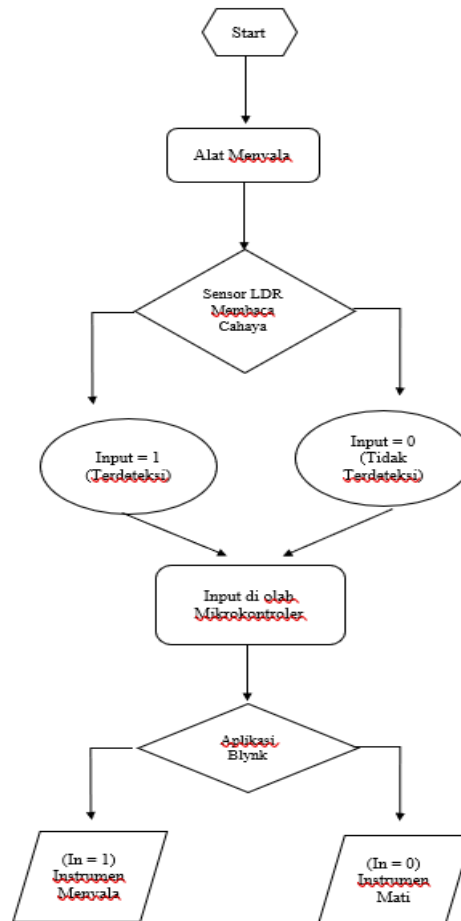 Start
Alat Menyala
Sensor LDR
Membaca
Cahaya
Input = 1
(Terdeteksi)
Input = 0
(Tidak
Terdeteksi)
Input di olah
Mikrokontroler
Aplikasi
Blynk
(In = 1)
Instrumen
Menyala
(In = 0)
Instrumen
Mati